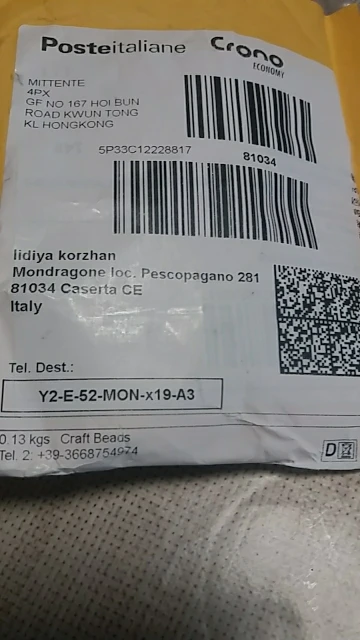 Posteitaliane Crono
ECONOMY
MITTENTE
4PX
GF NO 167 HOI BUN
ROAD KWUN TONG
KL HONGKONG
5P33C12228817
81034
lidiya korzhan
Mondragone loc. Pescopagano 281
81034 Caserta CE
Italy
Tel. Dest.:
Y2-E-52-MON-x19-A3
0.13 kgs Craft Beads
Tel. 2: +39-3668754974
D